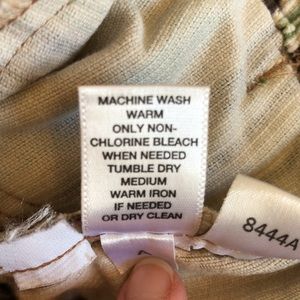 MACHINE WASH
WARM
ONLY NON-
CHLORINE BLEACH
WHEN NEEDED
TUMBLE DRY
MEDIUM
WARM IRON
IF NEEDED
OR DRY CLEAN
8444A